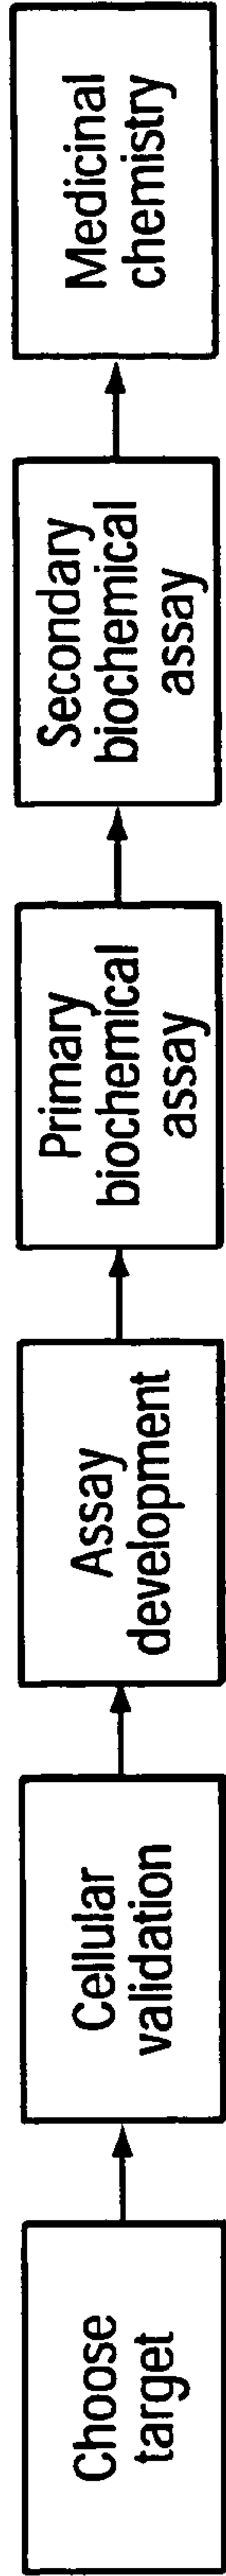 Choose
target
Cellular
validation
Assay
development
Primary
biochemical
assay
Secondary
biochemical
assay
Medicinal
chemistry